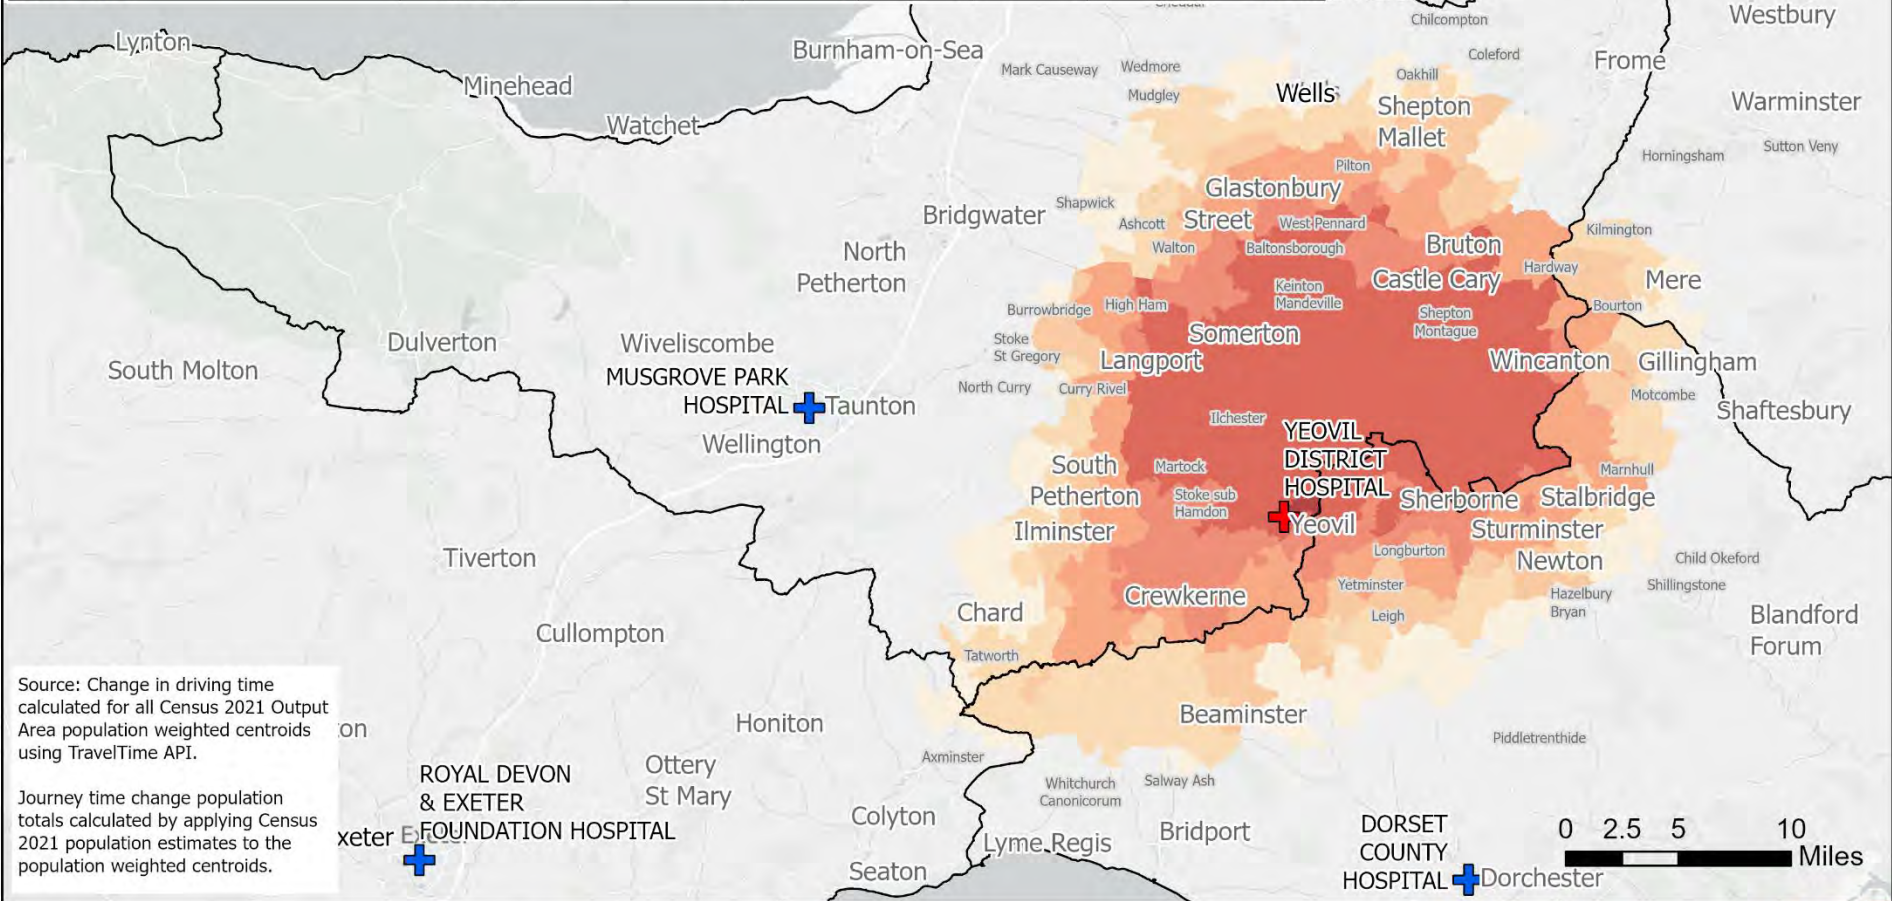 Cheddar
Chilcompton
Westbury
Lynton
Burnham-on-Sea
Coleford
Frome
Mark Causeway
Wedmore
Oakhill
Minehead
Mudgley
Wells
Shepton
Mallet
Warminster
Watchet
Horningsham
Sutton Veny
Pilton
Glastonbury
Shapwick
Bridgwater
Ashcott
Street
West Pennard
Kilmington
North
Petherton
Walton
Baltonsborough
Bruton
Hardway
Mere
Castle Cary
Keinton
Mandeville
Burrowbridge
High Ham
Bourton
Shepton
Montague
Dulverton
Wiveliscombe
Stoke
St Gregory
Somerton
Langport
Wincanton
Gillingham
South Molton
MUSGROVE PARK
HOSPITAL
Taunton
North Curry
Curry Rivel
Motcombe
Shaftesbury
Ilchester
Wellington
YEOVIL
DISTRICT
HOSPITAL
South
Petherton
Martock
Marnhull
Stoke sub
Hamdon
Sherborne
Stalbridge
Ilminster
Yeovil
Sturminster
Newton
Longburton
Tiverton
Child Okeford
Yetminster
Shillingstone
Crewkerne
Hazelbury
Bryan
Chard
Leigh
Blandford
Forum
Cullompton
Tatworth
Source: Change in driving time
calculated for all Census 2021 Output
Area population weighted centroids
using TravelTime API.
Journey time change population
totals calculated by applying Census
2021 population estimates to the
population weighted centroids.
on
Honiton
Beaminster
Piddletrenthide
Axminster
Ottery
St Mary
Whitchurch
Canonicorum
Salway Ash
ROYAL DEVON
& EXETER
FOUNDATION HOSPITAL
xeter
Colyton
Lyme Regis
Bridport
Seaton
DORSET
COUNTY
HOSPITAL
Dorchester
0 2.5 5 10
Miles